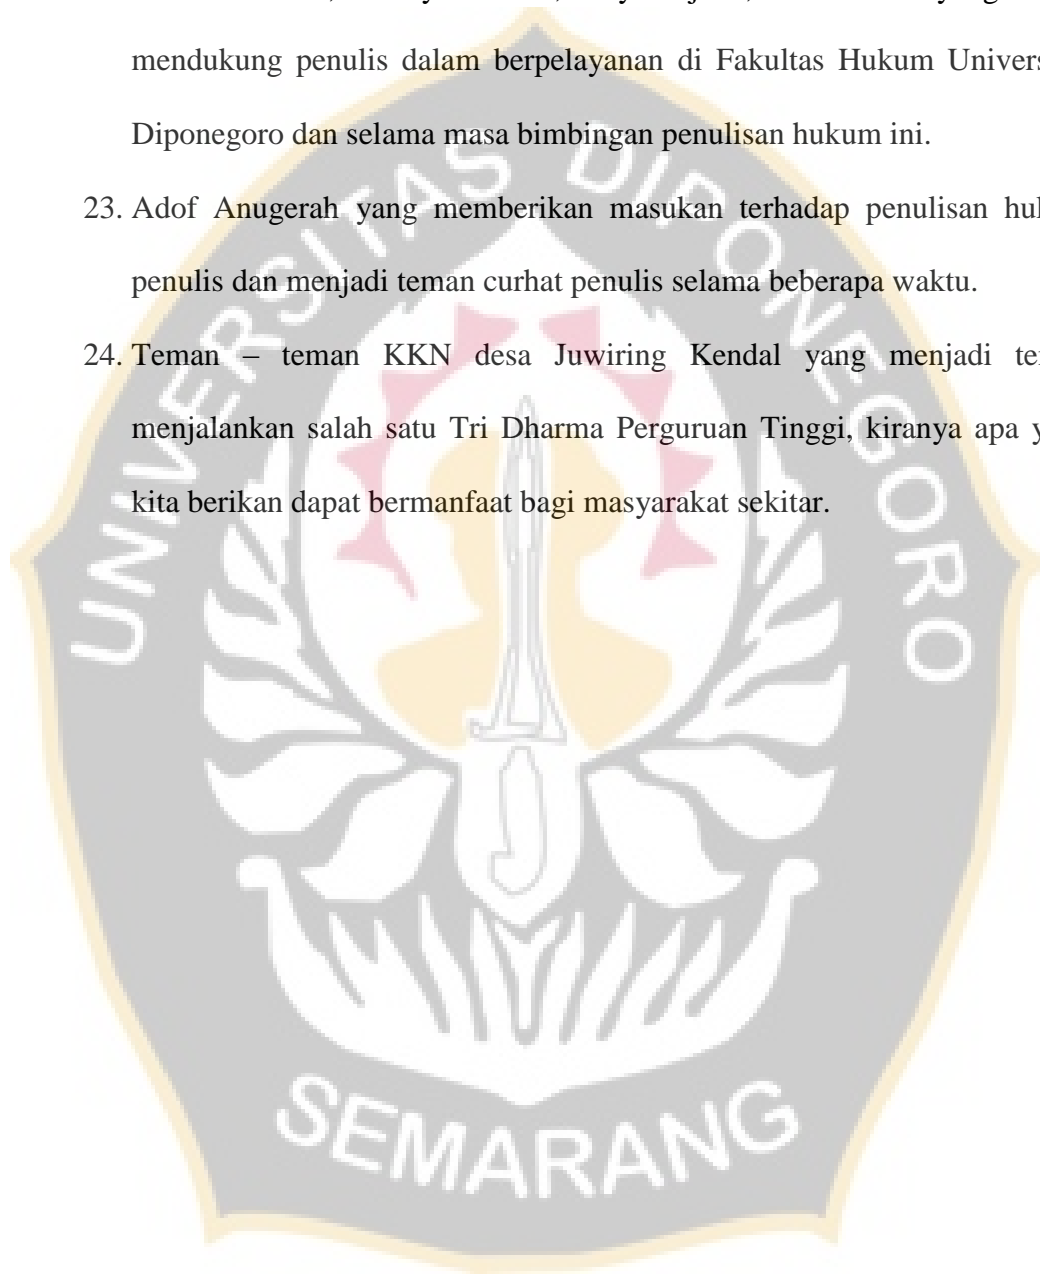 mendukung penulis dalam berpelayanan di Fakultas Hukum
Diponegoro dan selama masa bimbingan penulisan hukum ini.
23. Adof Anugerah yang memberikan masukan terhadap penulisan
penulis dan menjadi teman curhat penulis selama beberapa waktu.
24. Teman – teman KKN desa Juwiring Kendal yang menjadi
menjalankan salah satu Tri Dharma Perguruan Tinggi, kiranya apa
kita berikan dapat bermanfaat bagi masyarakat sekitar.
UNIVERSITAS DIPONEGORO
SEMARANG